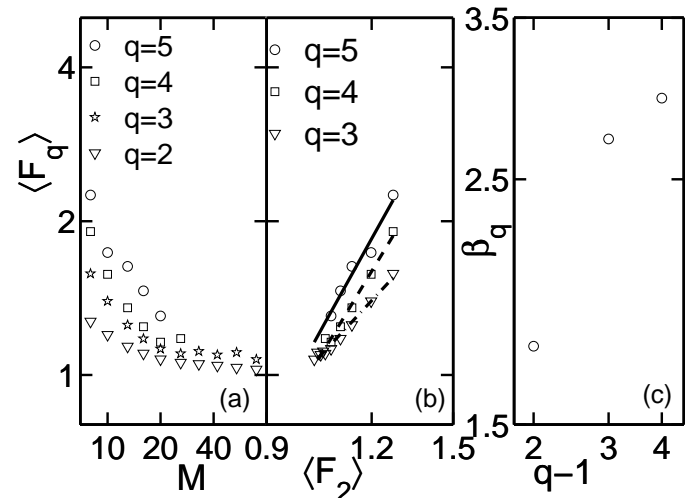 q=5
q=4
q=3
q=2
4
2
1
⟨F_q⟩
10 20 40
M
(a)
q=5
q=4
q=3
0.9 1.2 1.5
⟨F_2⟩
(b)
3.5
2.5
1.5
β_q
2 3 4
q−1
(c)